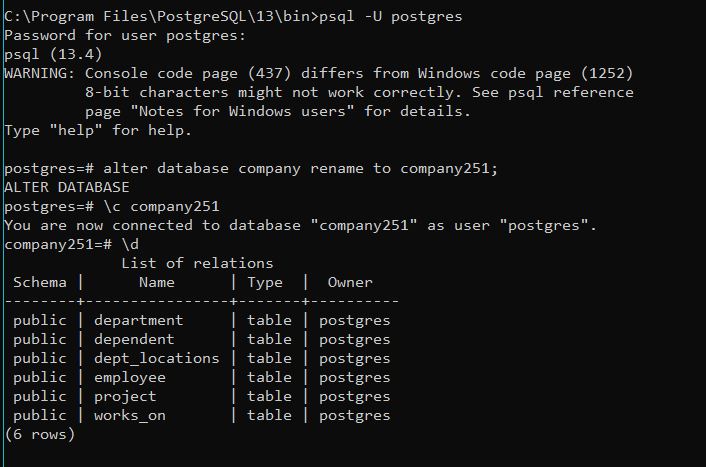 C:\Program Files\PostgreSQL\13\bin>psql -U postgres
Password for user postgres:
psql (13.4)
WARNING: Console code page (437) differs from Windows code page (1252)
         8-bit characters might not work correctly. See psql reference
         page "Notes for Windows users" for details.
Type "help" for help.

postgres=# alter database company rename to company251;
ALTER DATABASE
postgres=# \c company251
You are now connected to database "company251" as user "postgres".
company251=# \d
             List of relations
 Schema |      Name      | Type  |  Owner
--------+----------------+-------+----------
 public | department     | table | postgres
 public | dependent      | table | postgres
 public | dept_locations | table | postgres
 public | employee       | table | postgres
 public | project        | table | postgres
 public | works_on       | table | postgres
(6 rows)